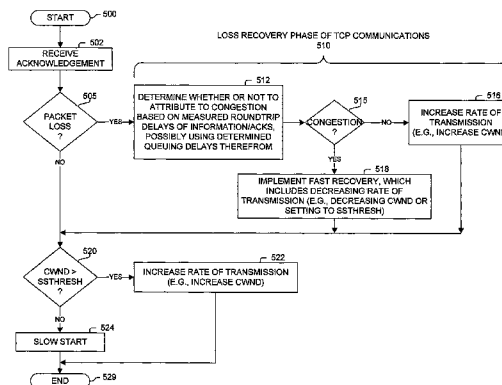 START
500
502
RECEIVE
ACKNOWLEDGEMENT
505
PACKET
LOSS
?
YES
NO
LOSS RECOVERY PHASE OF TCP COMMUNICATIONS
510
512
DETERMINE WHETHER OR NOT TO
ATTRIBUTE TO CONGESTION
BASED ON MEASURED ROUNDTRIP
DELAYS OF INFORMATION/ACKS,
POSSIBLY USING DETERMINED
QUEUING DELAYS THEREFROM
515
CONGESTION
?
NO
YES
516
INCREASE RATE OF
TRANSMISSION
(E.G., INCREASE CWND)
518
IMPLEMENT FAST RECOVERY, WHICH
INCLUDES DECREASING RATE OF
TRANSMISSION (E.G., DECREASING CWND OR
SETTING TO SSTHRESH)
520
CWND >
SSTHRESH
?
YES
NO
522
INCREASE RATE OF TRANSMISSION
(E.G., INCREASE CWND)
524
SLOW START
END
529